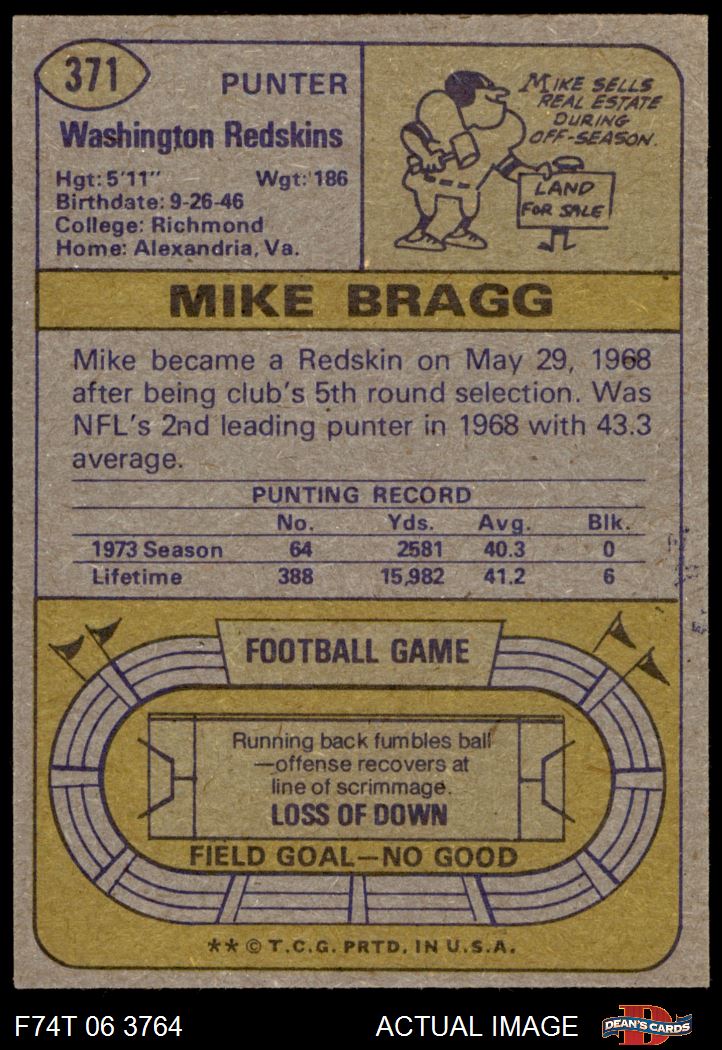 371
PUNTER
Washington Redskins
Hgt: 5'11" Wgt: 186
Birthdate: 9-26-46
College: Richmond
Home: Alexandria, Va.
MIKE SELLS
REAL ESTATE
DURING
OFF-SEASON.
LAND
FOR SALE
MIKE BRAGG
Mike became a Redskin on May 29, 1968
after being club's 5th round selection. Was
NFL's 2nd leading punter in 1968 with 43.3
average.
PUNTING RECORD
No. Yds. Avg. Blk.
1973 Season 64 2581 40.3 0
Lifetime 388 15,982 41.2 6
FOOTBALL GAME
Running back fumbles ball
—offense recovers at
line of scrimmage.
LOSS OF DOWN
FIELD GOAL—NO GOOD
** © T.C.G. PRTD. IN U.S.A.
F74T 06 3764 ACTUAL IMAGE
D
DEAN'S CARDS